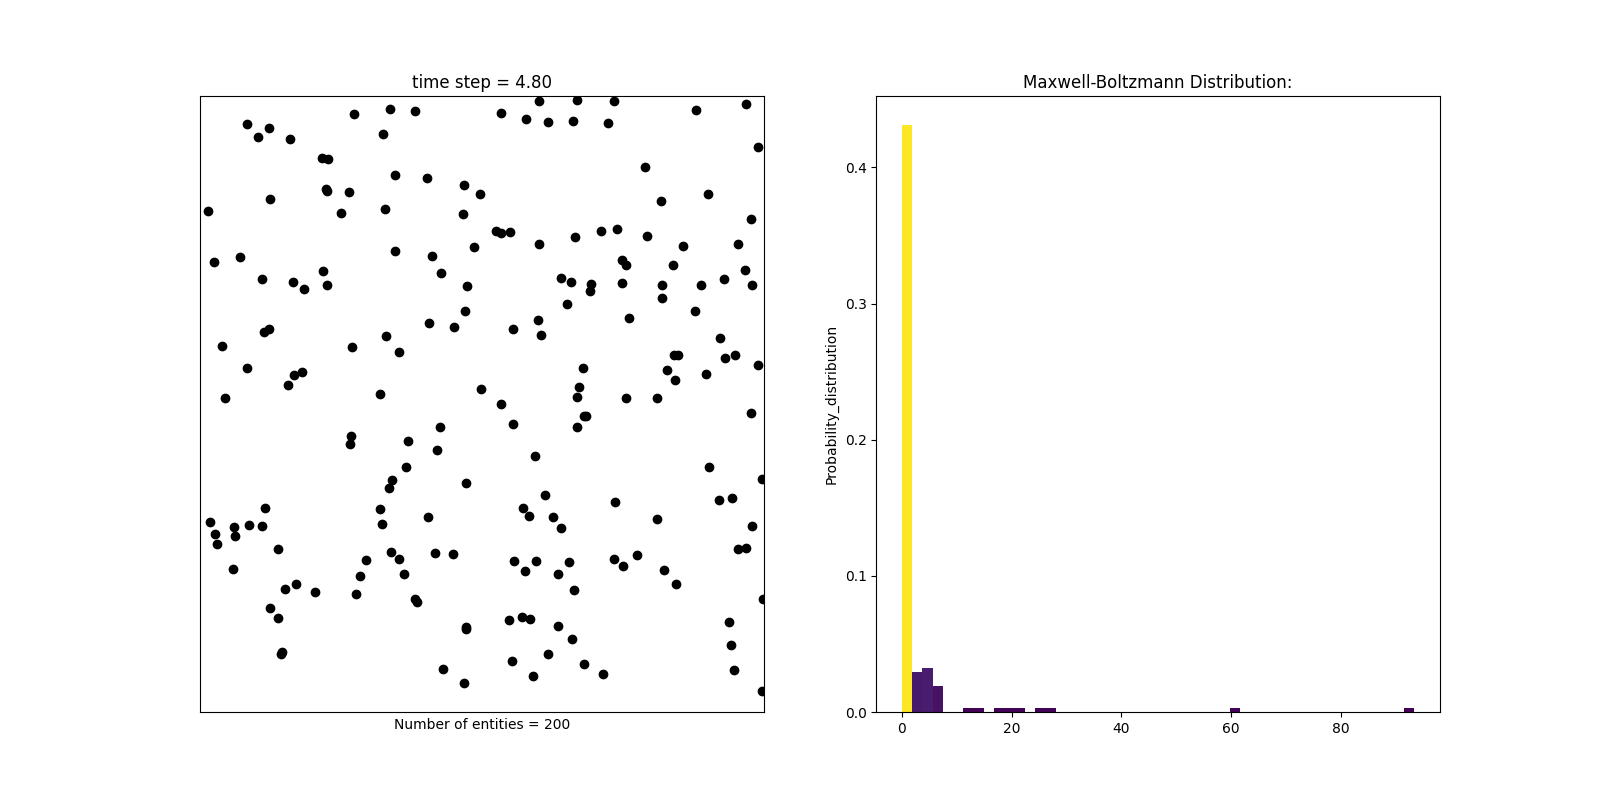 time step = 4.80
Number of entities = 200
Maxwell-Boltzmann Distribution:
Probability_distribution
0.4
0.3
0.2
0.1
0.0
0 20 40 60 80